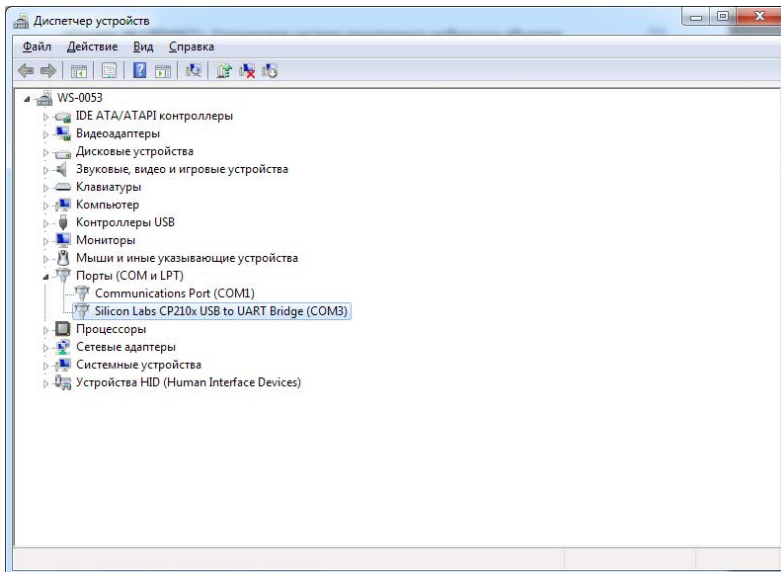 Диспетчер устройств
Файл Действие Вид Справка
WS-0053
IDE ATA/ATAPI контроллеры
Видеоадаптеры
Дисковые устройства
Звуковые, видео и игровые устройства
Клавиатуры
Компьютер
Контроллеры USB
Мониторы
Мыши и иные указывающие устройства
Порты (COM и LPT)
Communications Port (COM1)
Silicon Labs CP210x USB to UART Bridge (COM3)
Процессоры
Сетевые адаптеры
Системные устройства
Устройства HID (Human Interface Devices)